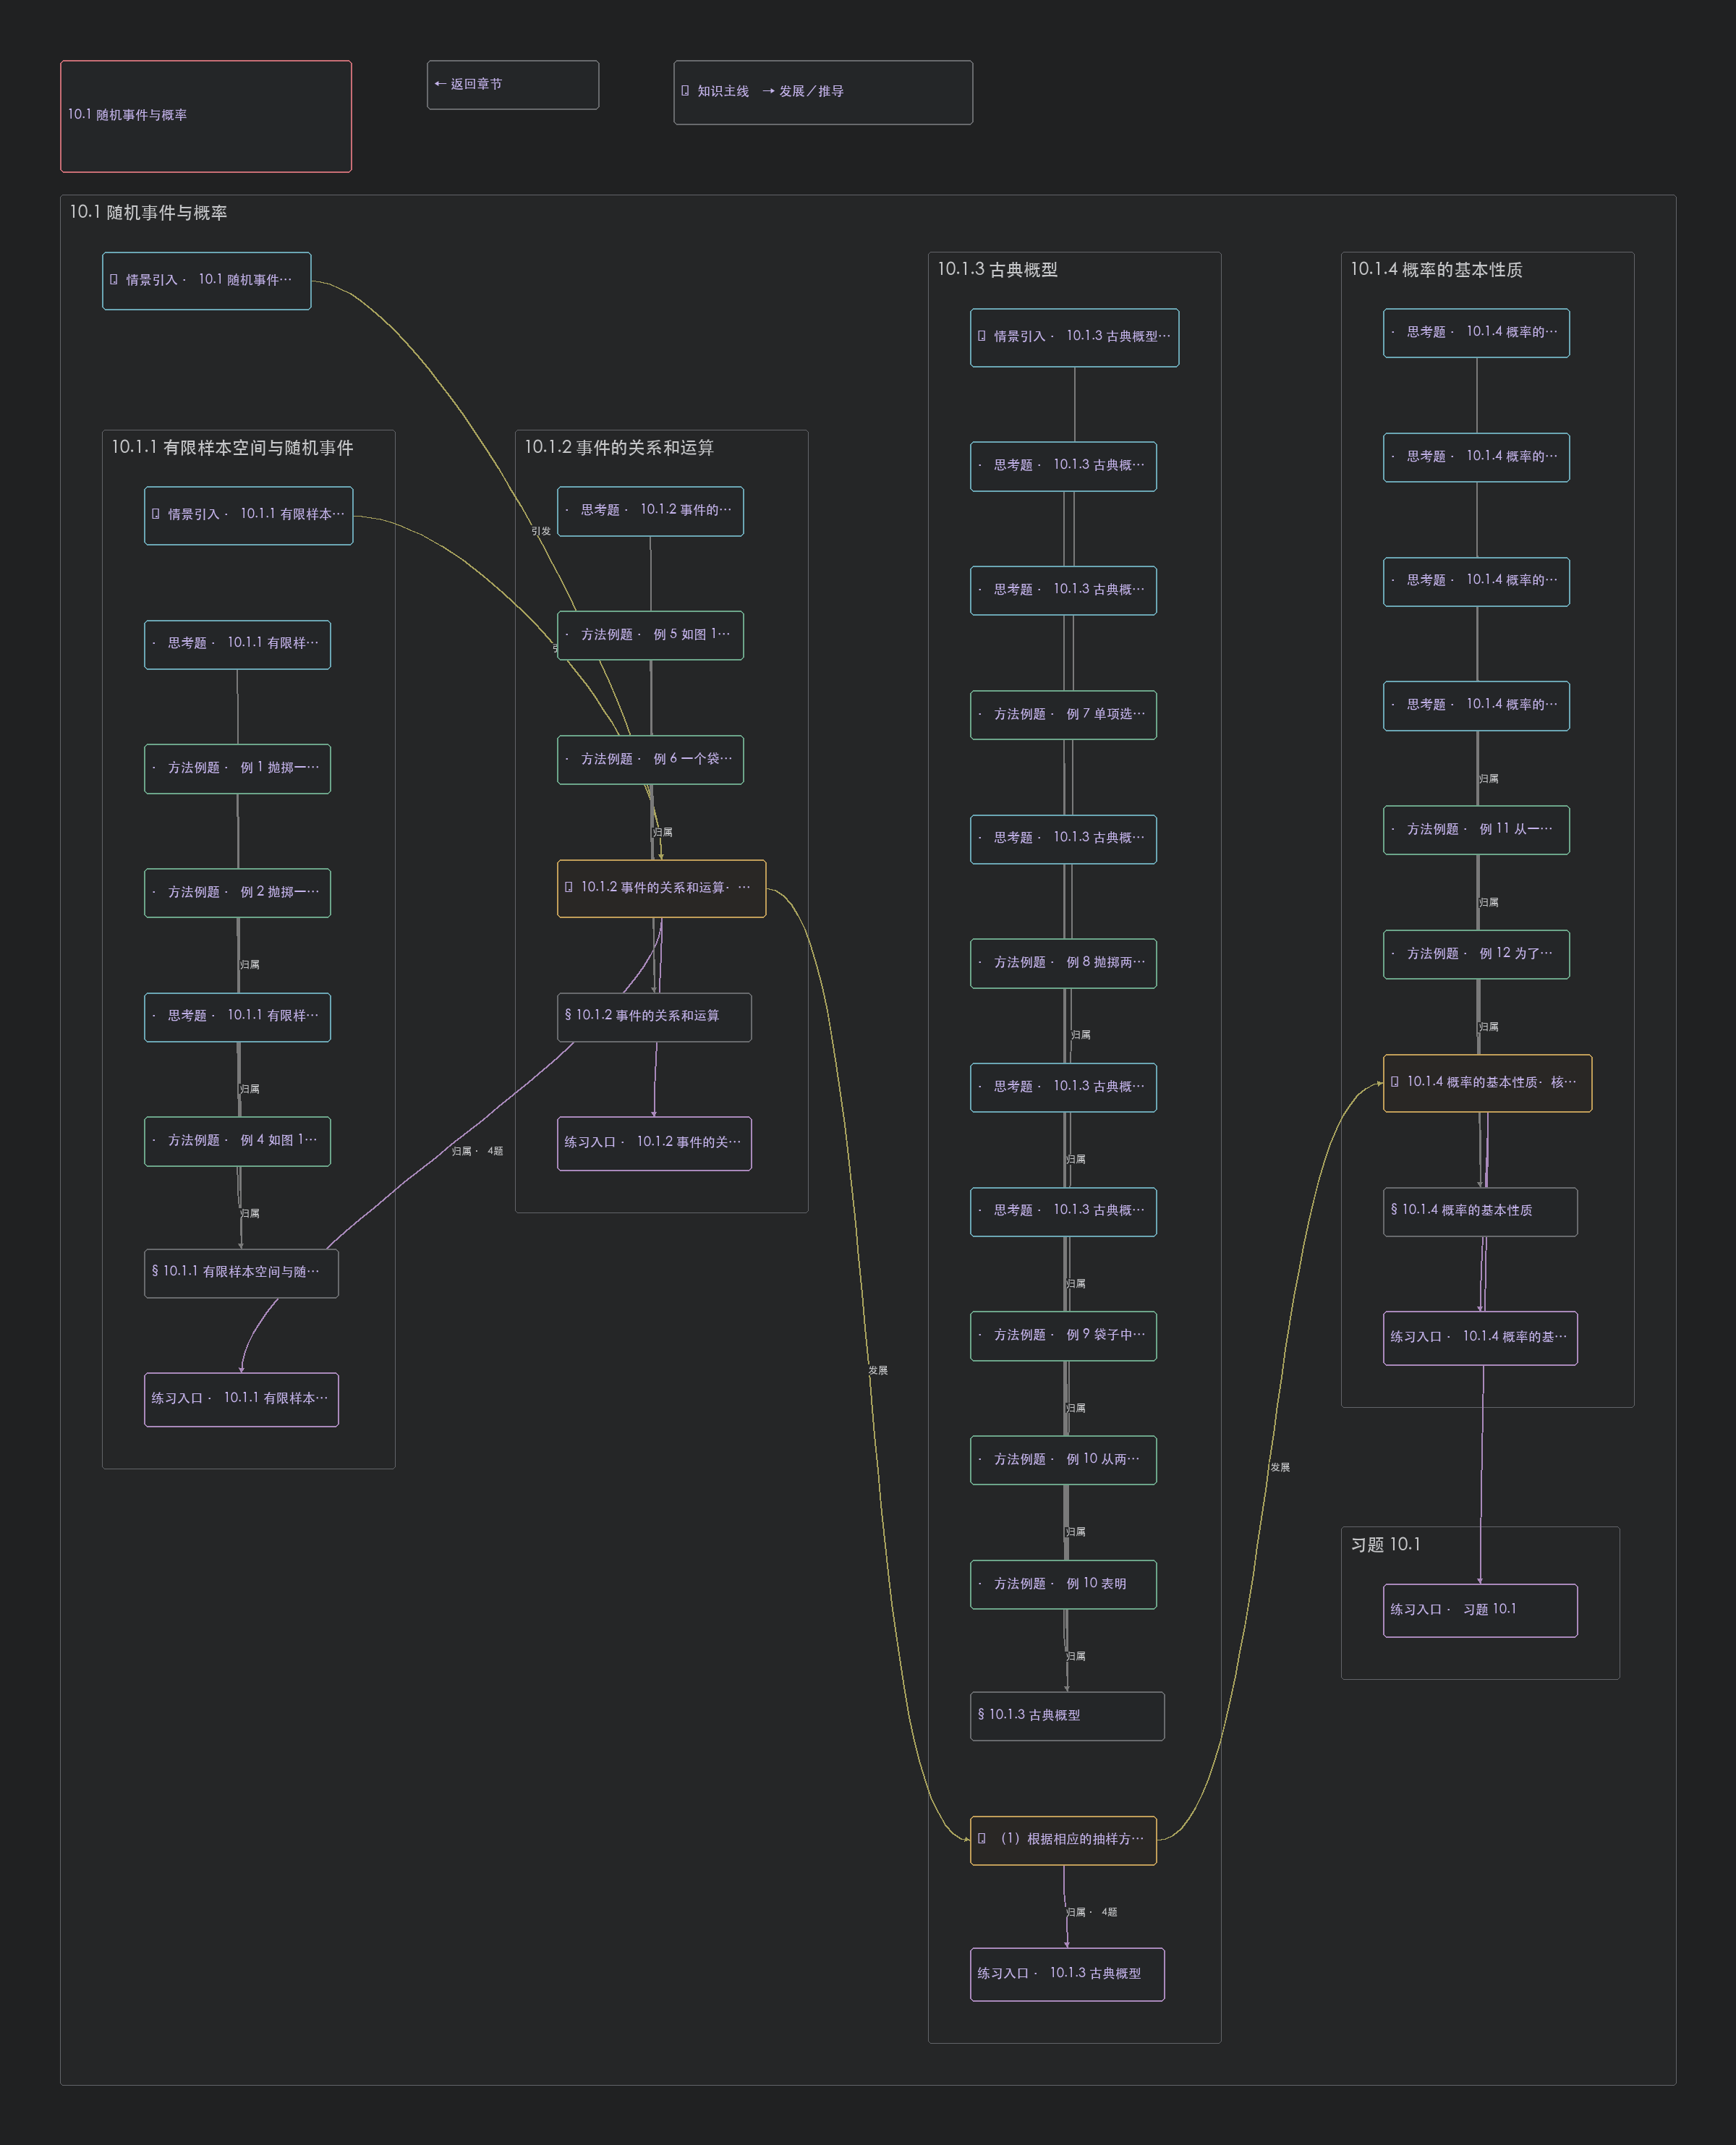 10.1 随机事件与概率
← 返回章节
知识主线 → 发展／推导
10.1 随机事件与概率
情景引入 · 10.1 随机事件…
10.1.1 有限样本空间与随机事件
情景引入 · 10.1.1 有限样本…
· 思考题 · 10.1.1 有限样…
· 方法例题 · 例 1 抛掷一…
· 方法例题 · 例 2 抛掷一…
归属
· 思考题 · 10.1.1 有限样…
归属
· 方法例题 · 例 4 如图 1…
归属
§ 10.1.1 有限样本空间与随…
练习入口 · 10.1.1 有限样本…
10.1.2 事件的关系和运算
· 思考题 · 10.1.2 事件的…
引发
· 方法例题 · 例 5 如图 1…
· 方法例题 · 例 6 一个袋…
归属
10.1.2 事件的关系和运算 · …
§ 10.1.2 事件的关系和运算
练习入口 · 10.1.2 事件的关…
归属 · 4题
发展
10.1.3 古典概型
情景引入 · 10.1.3 古典概型…
· 思考题 · 10.1.3 古典概…
· 思考题 · 10.1.3 古典概…
· 方法例题 · 例 7 单项选…
· 思考题 · 10.1.3 古典概…
· 方法例题 · 例 8 抛掷两…
归属
· 思考题 · 10.1.3 古典概…
归属
· 思考题 · 10.1.3 古典概…
归属
· 方法例题 · 例 9 袋子中…
归属
· 方法例题 · 例 10 从两…
归属
· 方法例题 · 例 10 表明
归属
§ 10.1.3 古典概型
（1）根据相应的抽样方…
归属 · 4题
练习入口 · 10.1.3 古典概型
发展
10.1.4 概率的基本性质
· 思考题 · 10.1.4 概率的…
· 思考题 · 10.1.4 概率的…
· 思考题 · 10.1.4 概率的…
· 思考题 · 10.1.4 概率的…
归属
· 方法例题 · 例 11 从一…
归属
· 方法例题 · 例 12 为了…
归属
10.1.4 概率的基本性质 · 核…
§ 10.1.4 概率的基本性质
练习入口 · 10.1.4 概率的基…
习题 10.1
练习入口 · 习题 10.1